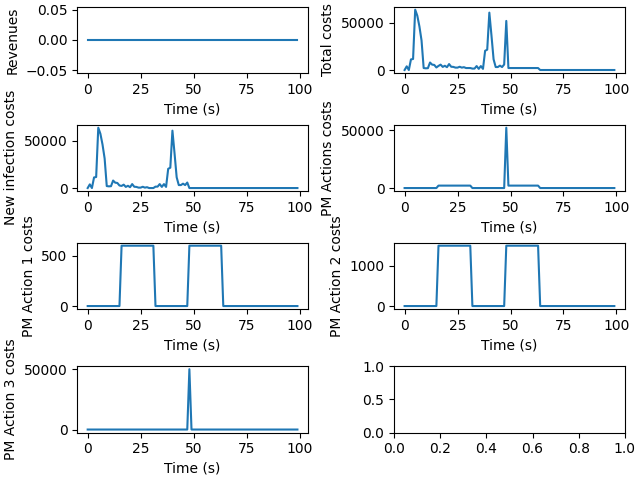 Revenues
0.05
0.00
−0.05
0 25 50 75 100
Time (s)
Total costs
50000
0
0 25 50 75 100
Time (s)
New infection costs
50000
0
0 25 50 75 100
Time (s)
PM Actions costs
50000
0
0 25 50 75 100
Time (s)
PM Action 1 costs
500
0
0 25 50 75 100
Time (s)
PM Action 2 costs
1000
0
0 25 50 75 100
Time (s)
PM Action 3 costs
50000
0
0 25 50 75 100
Time (s)
1.0
0.5
0.0
0.0 0.2 0.4 0.6 0.8 1.0